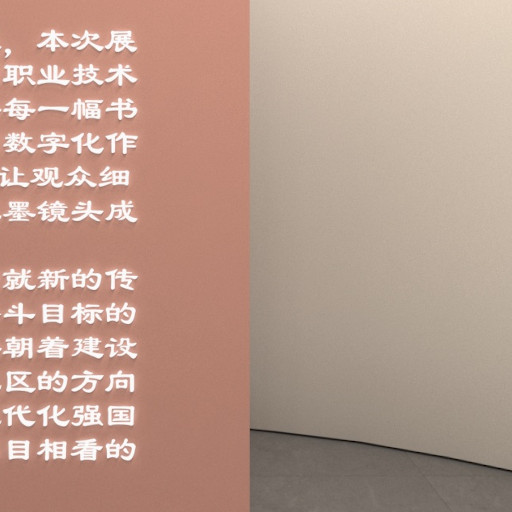 ，本次展
职业技术
每一幅书
数字化作
让观众细
墨镜头成
就新的传
斗目标的
朝着建设
区的方向
代化强国
目相看的